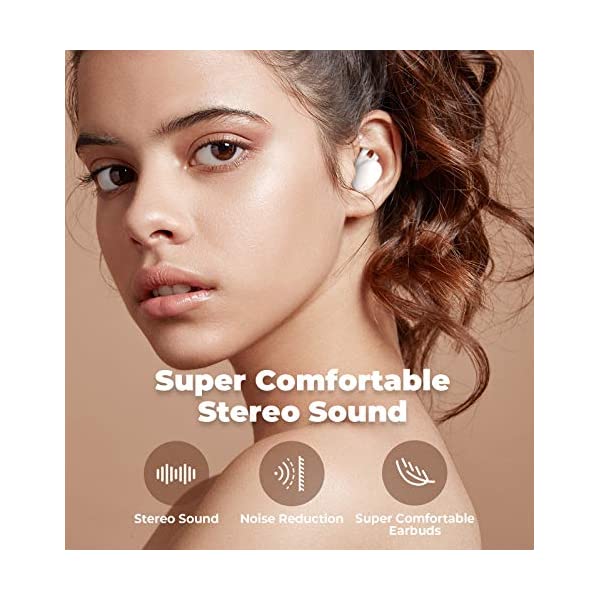 Super Comfortable
Stereo Sound
Stereo Sound
Noise Reduction
Super Comfortable
Earbuds